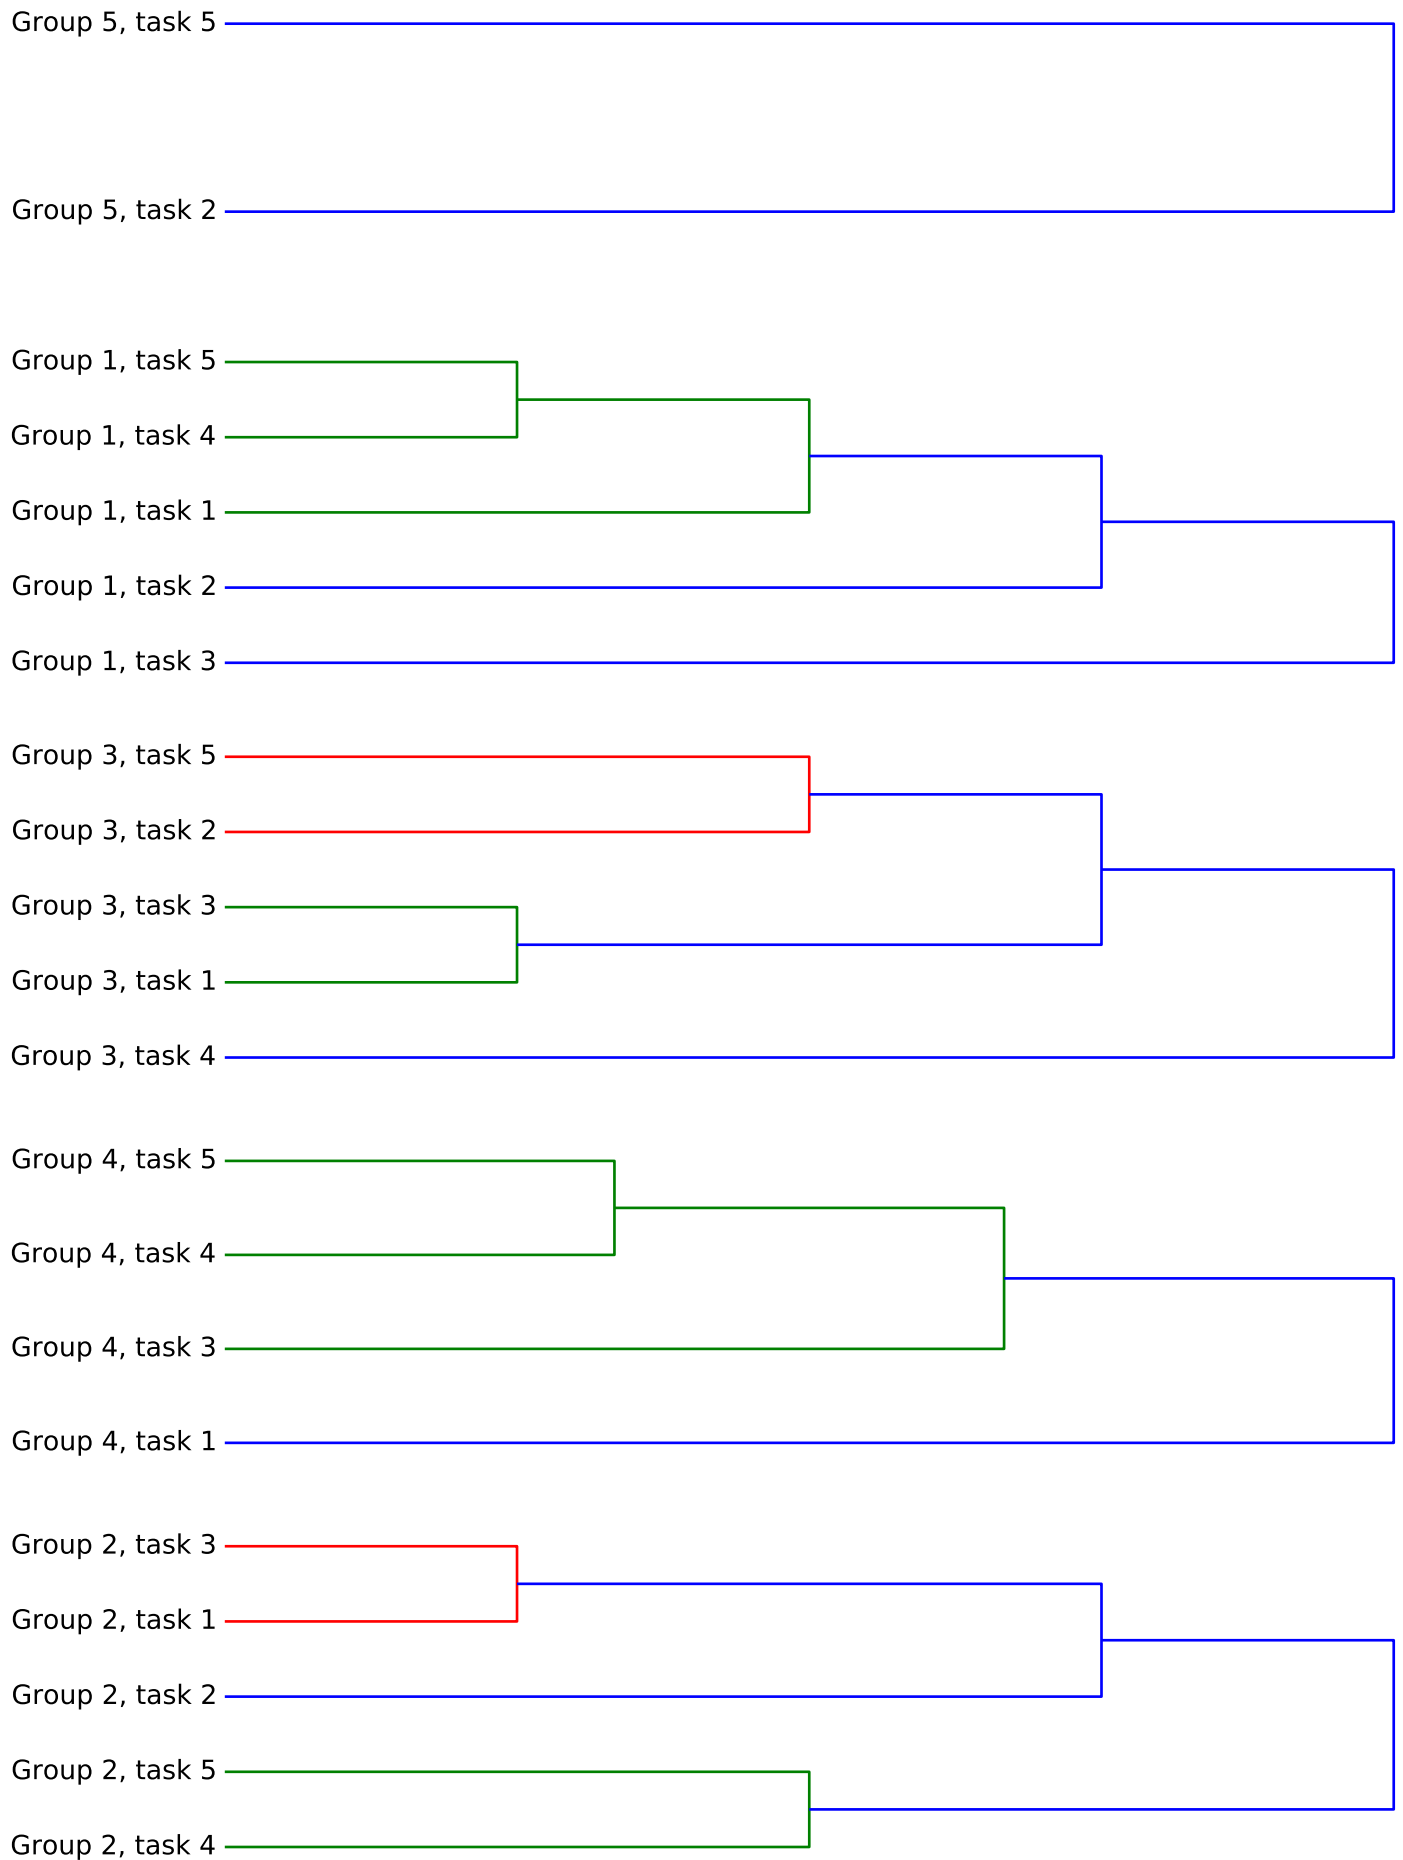 Group 5, task 5
Group 5, task 2
Group 1, task 5
Group 1, task 4
Group 1, task 1
Group 1, task 2
Group 1, task 3
Group 3, task 5
Group 3, task 2
Group 3, task 3
Group 3, task 1
Group 3, task 4
Group 4, task 5
Group 4, task 4
Group 4, task 3
Group 4, task 1
Group 2, task 3
Group 2, task 1
Group 2, task 2
Group 2, task 5
Group 2, task 4